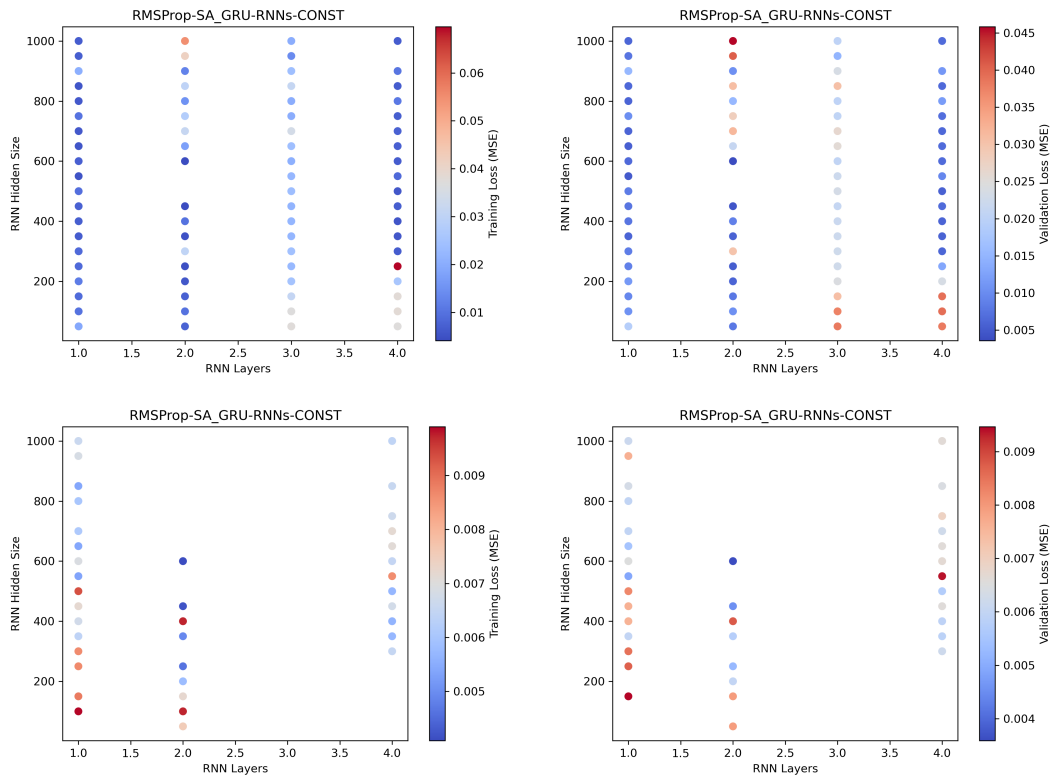 RMSProp-SA_GRU-RNNs-CONST
1000
800
600
400
200
RNN Hidden Size
1.0 1.5 2.0 2.5 3.0 3.5 4.0
RNN Layers
0.06
0.05
0.04
0.03
0.02
0.01
Training Loss (MSE)
RMSProp-SA_GRU-RNNs-CONST
1000
800
600
400
200
RNN Hidden Size
1.0 1.5 2.0 2.5 3.0 3.5 4.0
RNN Layers
0.045
0.040
0.035
0.030
0.025
0.020
0.015
0.010
0.005
Validation Loss (MSE)
RMSProp-SA_GRU-RNNs-CONST
1000
800
600
400
200
RNN Hidden Size
1.0 1.5 2.0 2.5 3.0 3.5 4.0
RNN Layers
0.009
0.008
0.007
0.006
0.005
Training Loss (MSE)
RMSProp-SA_GRU-RNNs-CONST
1000
800
600
400
200
RNN Hidden Size
1.0 1.5 2.0 2.5 3.0 3.5 4.0
RNN Layers
0.009
0.008
0.007
0.006
0.005
0.004
Validation Loss (MSE)